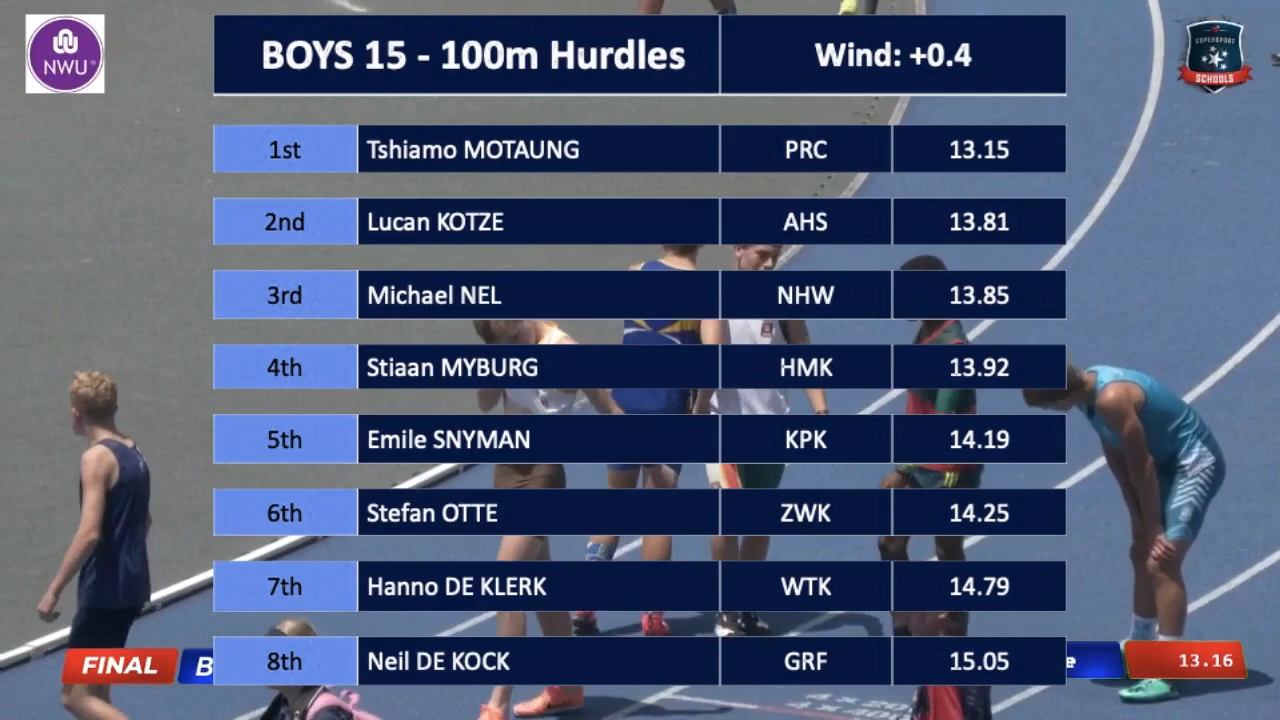 NWU
BOYS 15 - 100m Hurdles Wind: +0.4
SUPERSPORT
SCHOOLS
1st Tshiamo MOTAUNG PRC 13.15
2nd Lucan KOTZE AHS 13.81
3rd Michael NEL NHW 13.85
4th Stiaan MYBURG HMK 13.92
5th Emile SNYMAN KPK 14.19
6th Stefan OTTE ZWK 14.25
7th Hanno DE KLERK WTK 14.79
8th Neil DE KOCK GRF 15.05
FINAL B e 13.16